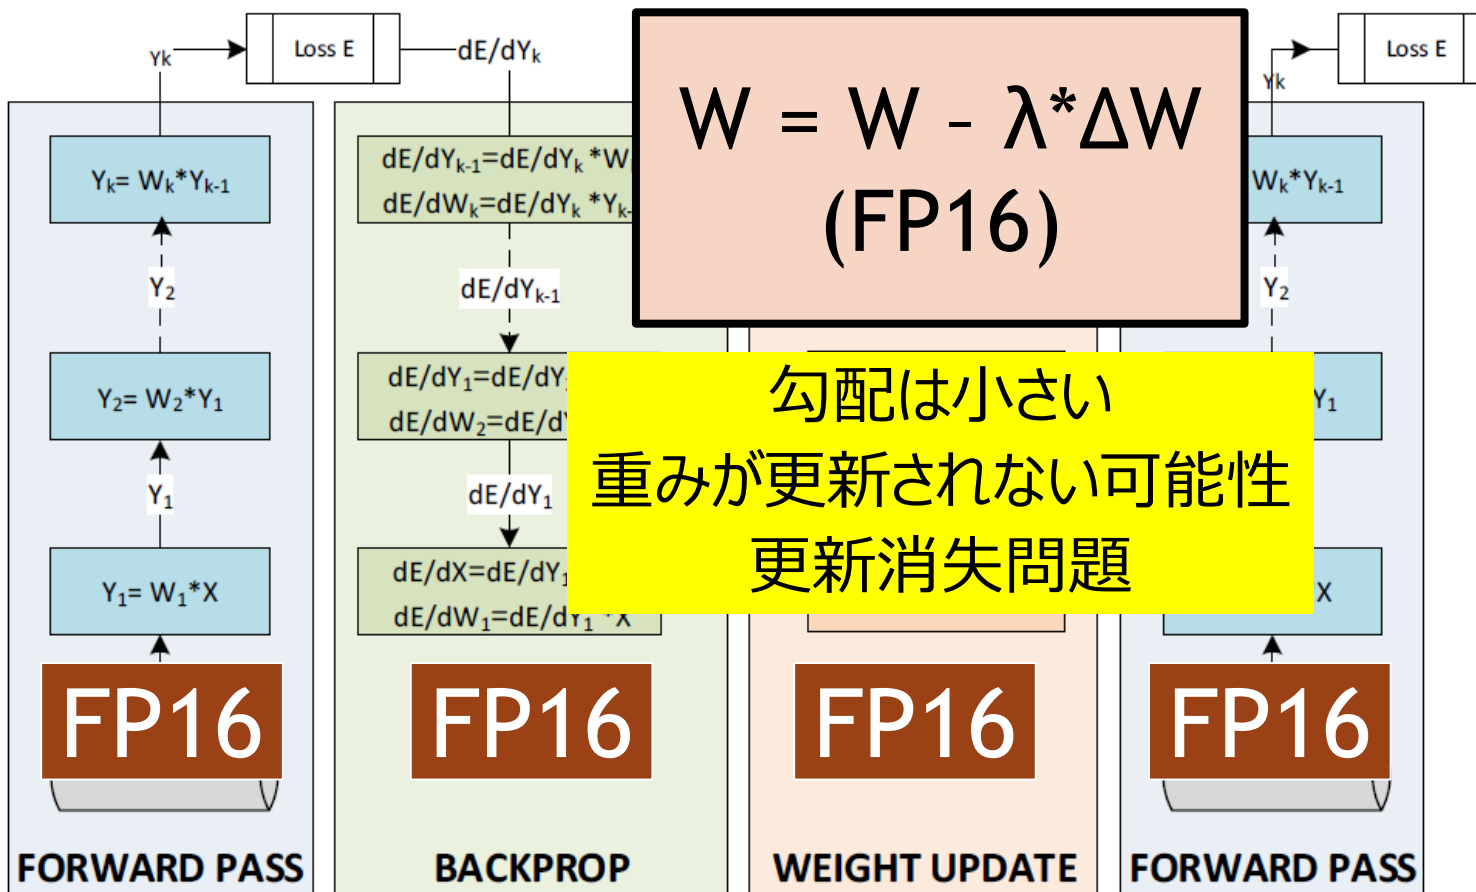 Yk
Loss E
dE/dYk
Yk= Wk*Yk-1
Y2
Y2= W2*Y1
Y1
Y1= W1*X
FP16
FORWARD PASS
dE/dYk-1=dE/dYk *W
dE/dWk=dE/dYk *Yk-
dE/dYk-1
dE/dY1=dE/dY
dE/dW2=dE/d
dE/dY1
dE/dX=dE/dY1
dE/dW1=dE/dY1 *X
FP16
BACKPROP
W = W - λ*ΔW
(FP16)
勾配は小さい
重みが更新されない可能性
更新消失問題
FP16
WEIGHT UPDATE
Yk
Loss E
Wk*Yk-1
Y2
Y1
X
FP16
FORWARD PASS